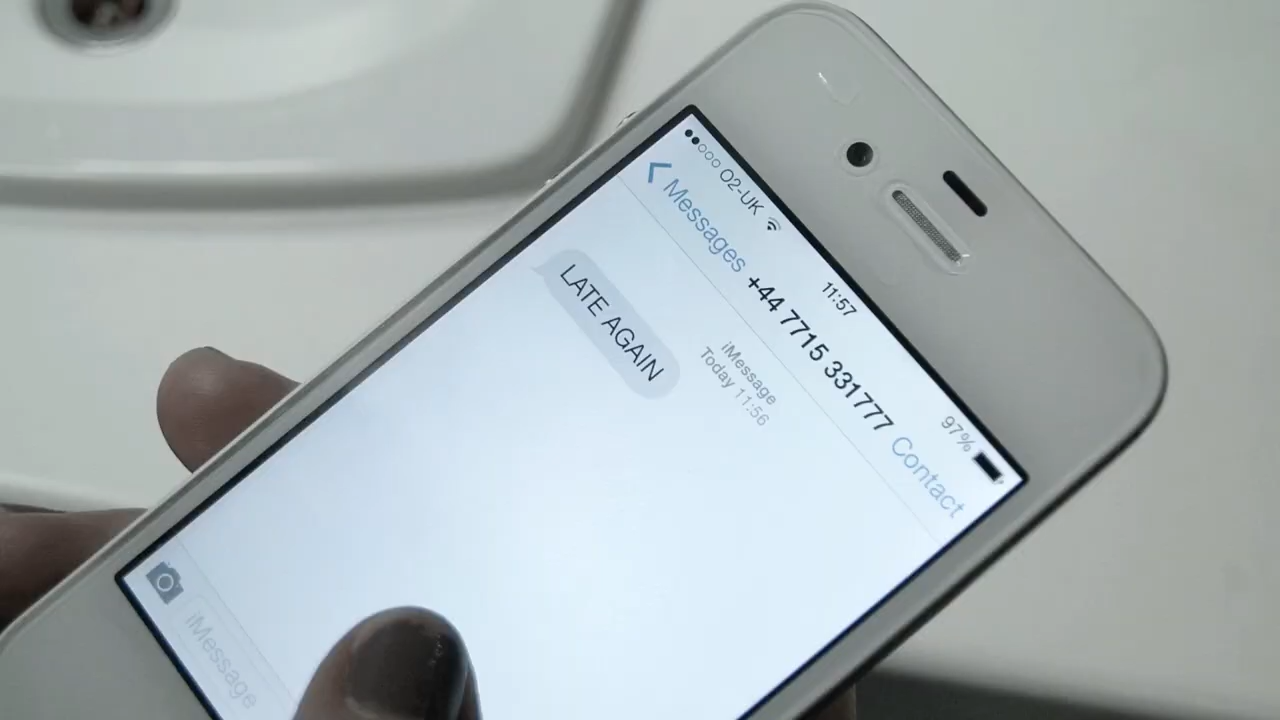 O2-UK 11:57 97%
Messages +44 7715 331777 Contact
iMessage
Today 11:56
LATE AGAIN
iMessage